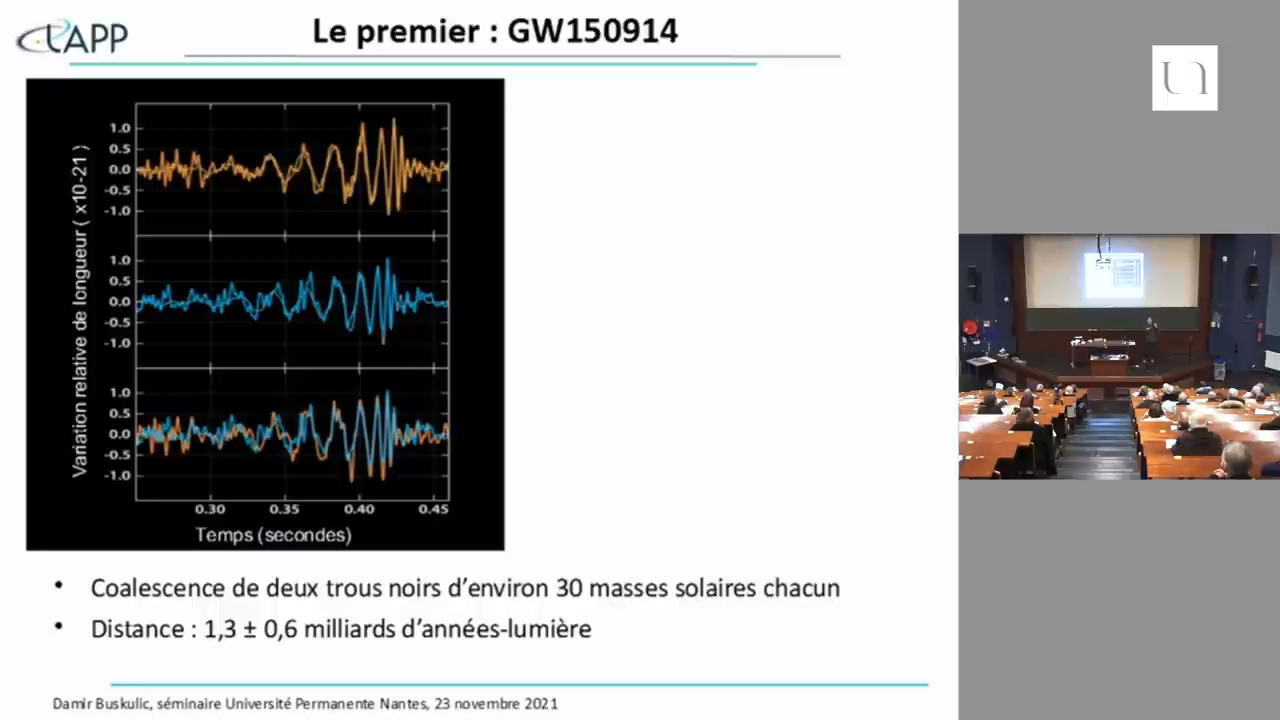 LAPP
Le premier : GW150914
Variation relative de longueur ( x10-21 )
1.0
0.5
0.0
-0.5
-1.0
1.0
0.5
0.0
-0.5
-1.0
1.0
0.5
0.0
-0.5
-1.0
0.30 0.35 0.40 0.45
Temps (secondes)
• Coalescence de deux trous noirs d’environ 30 masses solaires chacun
• Distance : 1,3 ± 0,6 milliards d’années-lumière
Damir Buskulic, séminaire Université Permanente Nantes, 23 novembre 2021